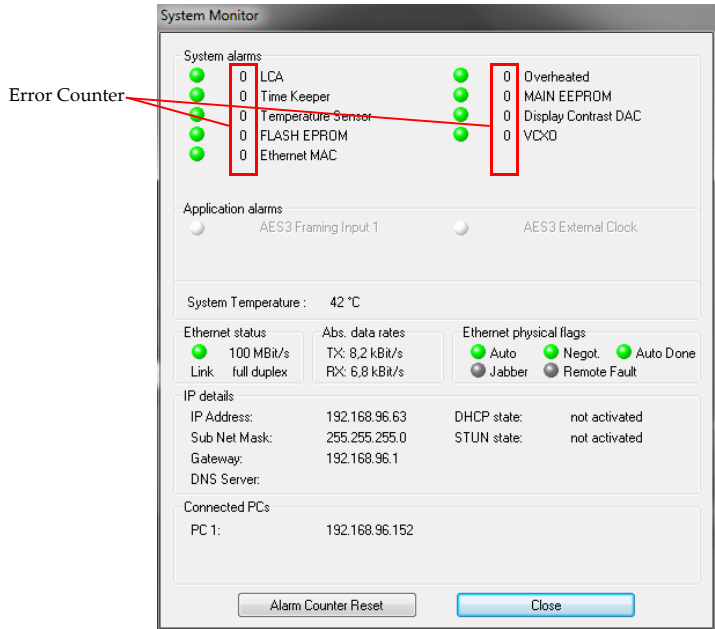 System Monitor
System alarms
0 LCA 0 Overheated
Error Counter 0 Time Keeper 0 MAIN EEPROM
0 Temperature Sensor 0 Display Contrast DAC
0 FLASH EPROM 0 VCXO
0 Ethernet MAC
Application alarms
AES3 Framing Input 1 AES3 External Clock
System Temperature : 42 °C
Ethernet status Abs. data rates Ethernet physical flags
100 MBit/s TX: 8,2 kBit/s Auto Negot. Auto Done
Link full duplex RX: 6,8 kBit/s Jabber Remote Fault
IP details
IP Address: 192.168.96.63 DHCP state: not activated
Sub Net Mask: 255.255.255.0 STUN state: not activated
Gateway: 192.168.96.1
DNS Server:
Connected PCs
PC 1: 192.168.96.152
Alarm Counter Reset Close